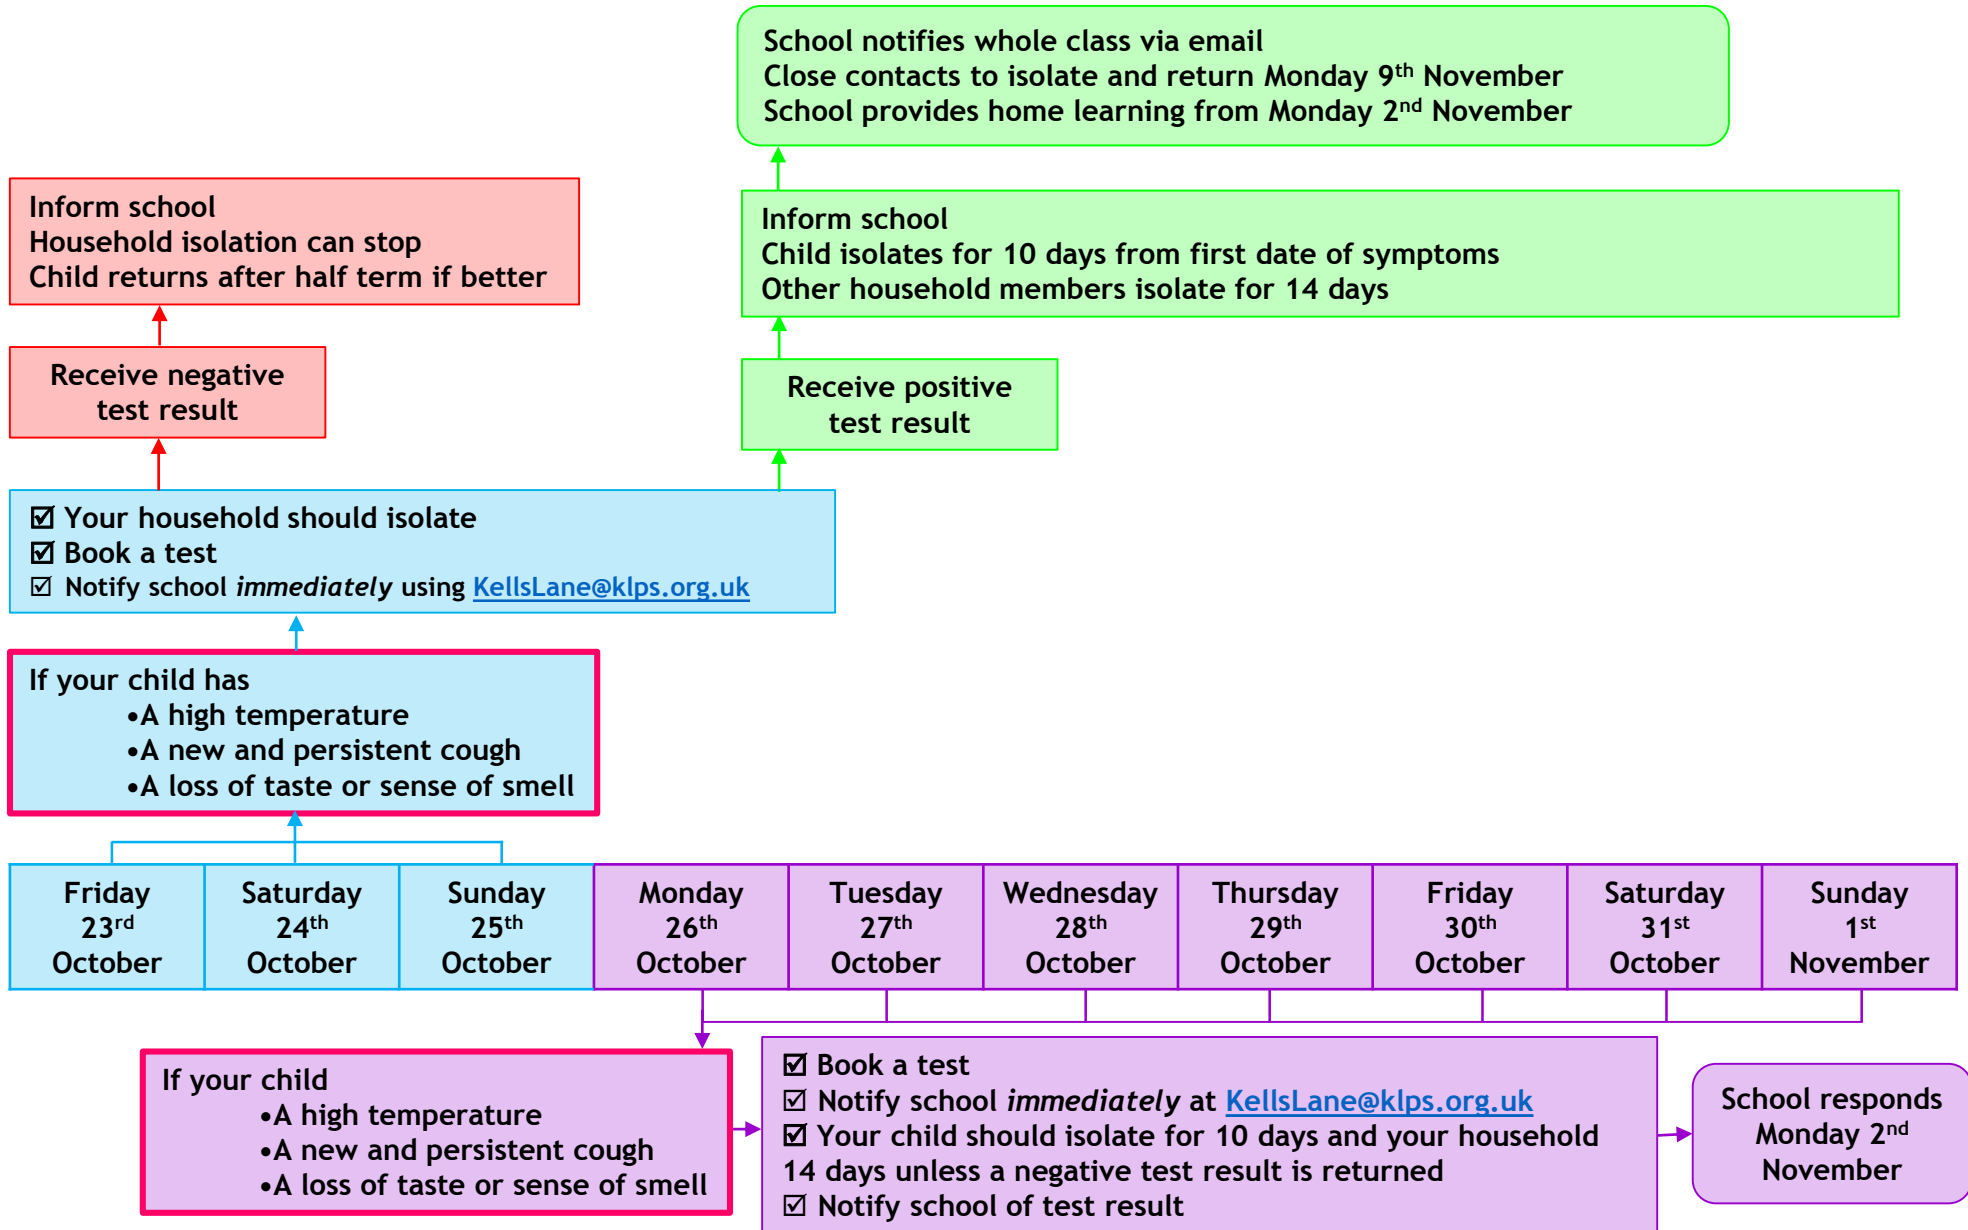 School notifies whole class via email
Close contacts to isolate and return Monday 9th November
School provides home learning from Monday 2nd November
Inform school
Household isolation can stop
Child returns after half term if better
Inform school
Child isolates for 10 days from first date of symptoms
Other household members isolate for 14 days
Receive negative
test result
Receive positive
test result
☑ Your household should isolate
☑ Book a test
☑ Notify school immediately using KellsLane@klps.org.uk
If your child has
•A high temperature
•A new and persistent cough
•A loss of taste or sense of smell
Friday
23rd
October
Saturday
24th
October
Sunday
25th
October
Monday
26th
October
Tuesday
27th
October
Wednesday
28th
October
Thursday
29th
October
Friday
30th
October
Saturday
31st
October
Sunday
1st
November
If your child
•A high temperature
•A new and persistent cough
•A loss of taste or sense of smell
☑ Book a test
☑ Notify school immediately at KellsLane@klps.org.uk
☑ Your child should isolate for 10 days and your household
14 days unless a negative test result is returned
☑ Notify school of test result
School responds
Monday 2nd
November